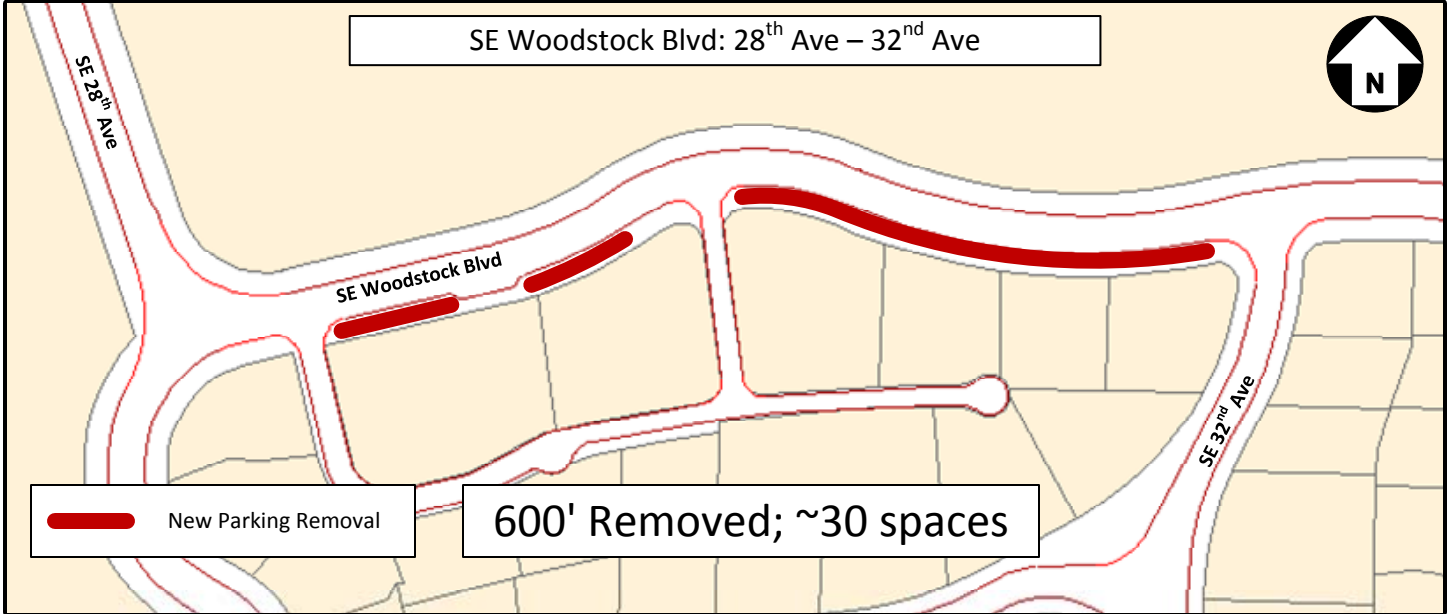 SE Woodstock Blvd: 28th Ave – 32nd Ave
N
SE 28th Ave
SE Woodstock Blvd
SE 32nd Ave
New Parking Removal
600' Removed; ~30 spaces